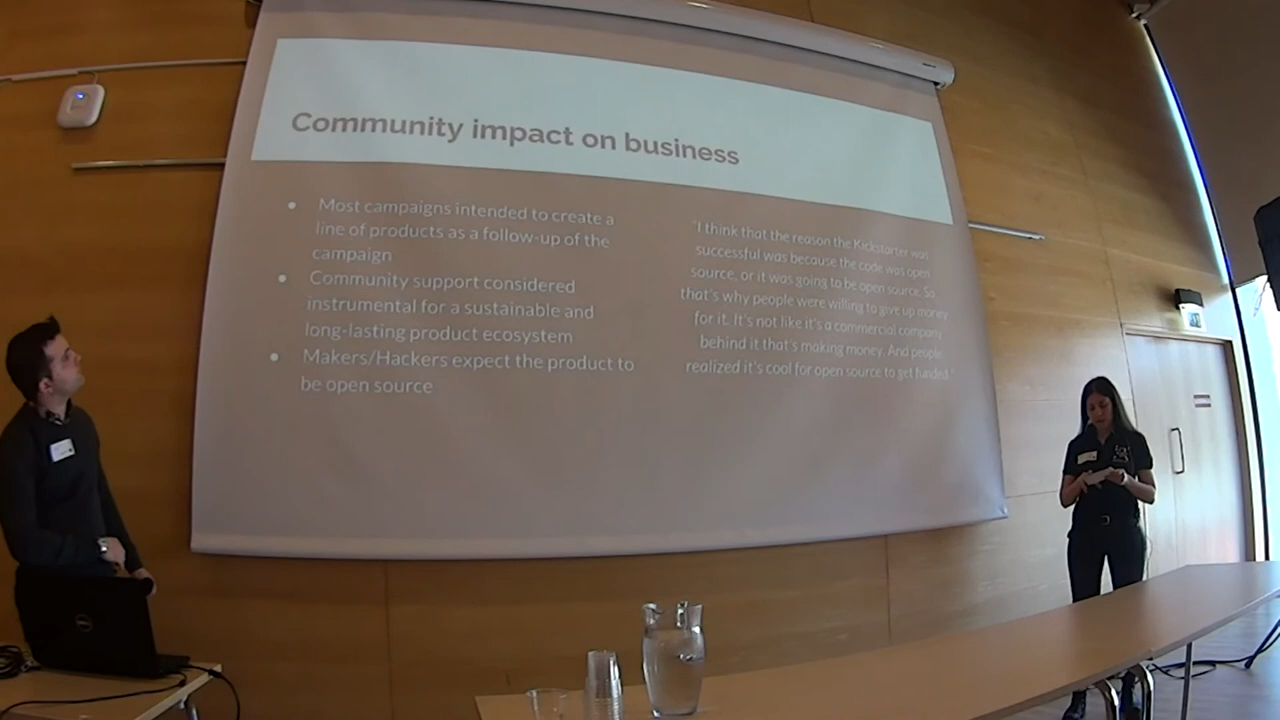 Community impact on business
Most campaigns intended to create a
line of products as a follow-up of the
campaign
Community support considered
instrumental for a sustainable and
long-lasting product ecosystem
Makers/Hackers expect the product to
be open source
"I think that the reason the Kickstarter was
successful was because the code was open
source, or it was going to be open source. So
that's why people were willing to give up money
for it. It's not like it's a commercial company
behind it that's making money. And people
realized it's cool for open source to get funded."
DELL